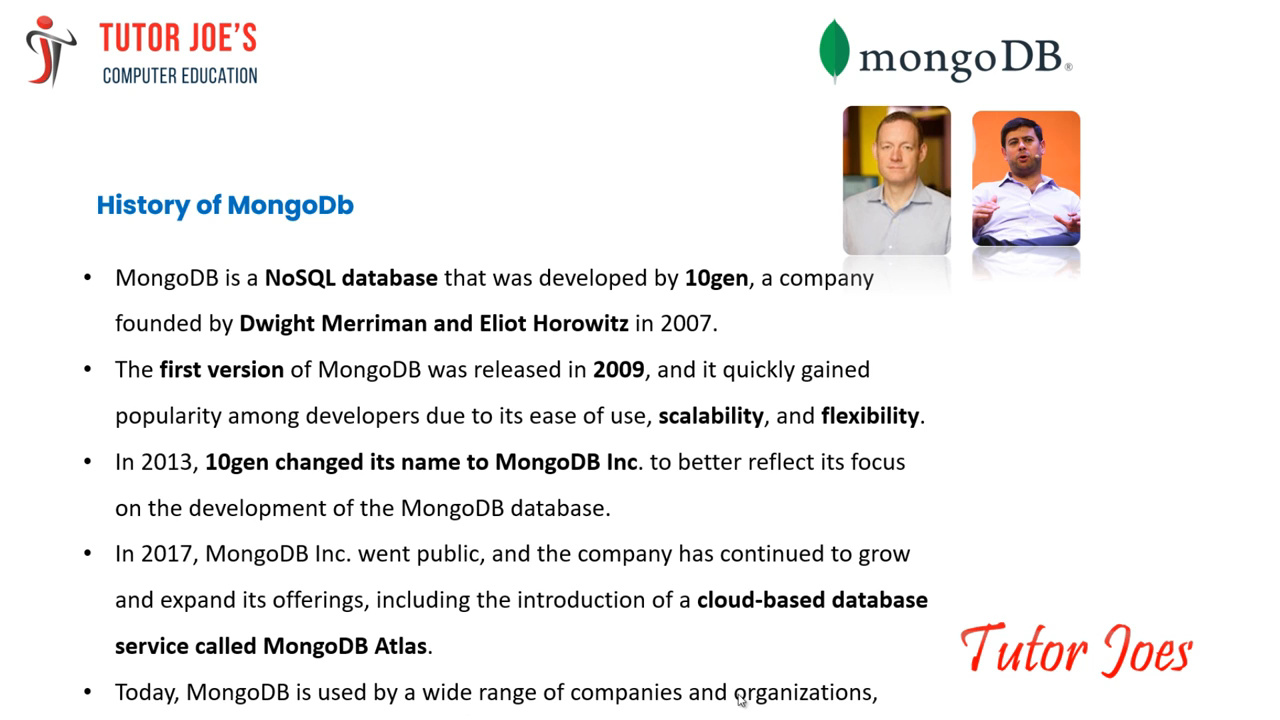 TUTOR JOE'S
COMPUTER EDUCATION
mongoDB®
History of MongoDb
• MongoDB is a NoSQL database that was developed by 10gen, a company
founded by Dwight Merriman and Eliot Horowitz in 2007.
• The first version of MongoDB was released in 2009, and it quickly gained
popularity among developers due to its ease of use, scalability, and flexibility.
• In 2013, 10gen changed its name to MongoDB Inc. to better reflect its focus
on the development of the MongoDB database.
• In 2017, MongoDB Inc. went public, and the company has continued to grow
and expand its offerings, including the introduction of a cloud-based database
service called MongoDB Atlas.
• Today, MongoDB is used by a wide range of companies and organizations,
Tutor Joes